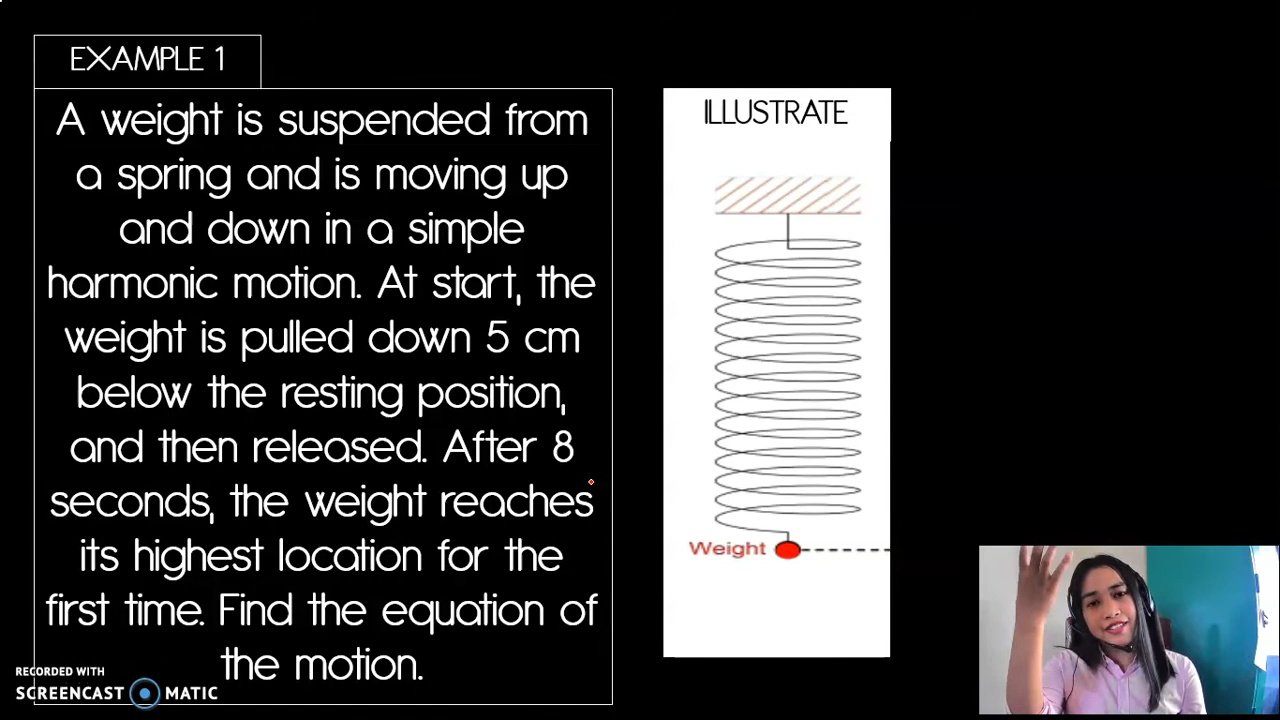 EXAMPLE 1
A weight is suspended from
a spring and is moving up
and down in a simple
harmonic motion. At start, the
weight is pulled down 5 cm
below the resting position,
and then released. After 8
seconds, the weight reaches
its highest location for the
first time. Find the equation of
the motion.
ILLUSTRATE
Weight
RECORDED WITH
SCREENCAST MATIC